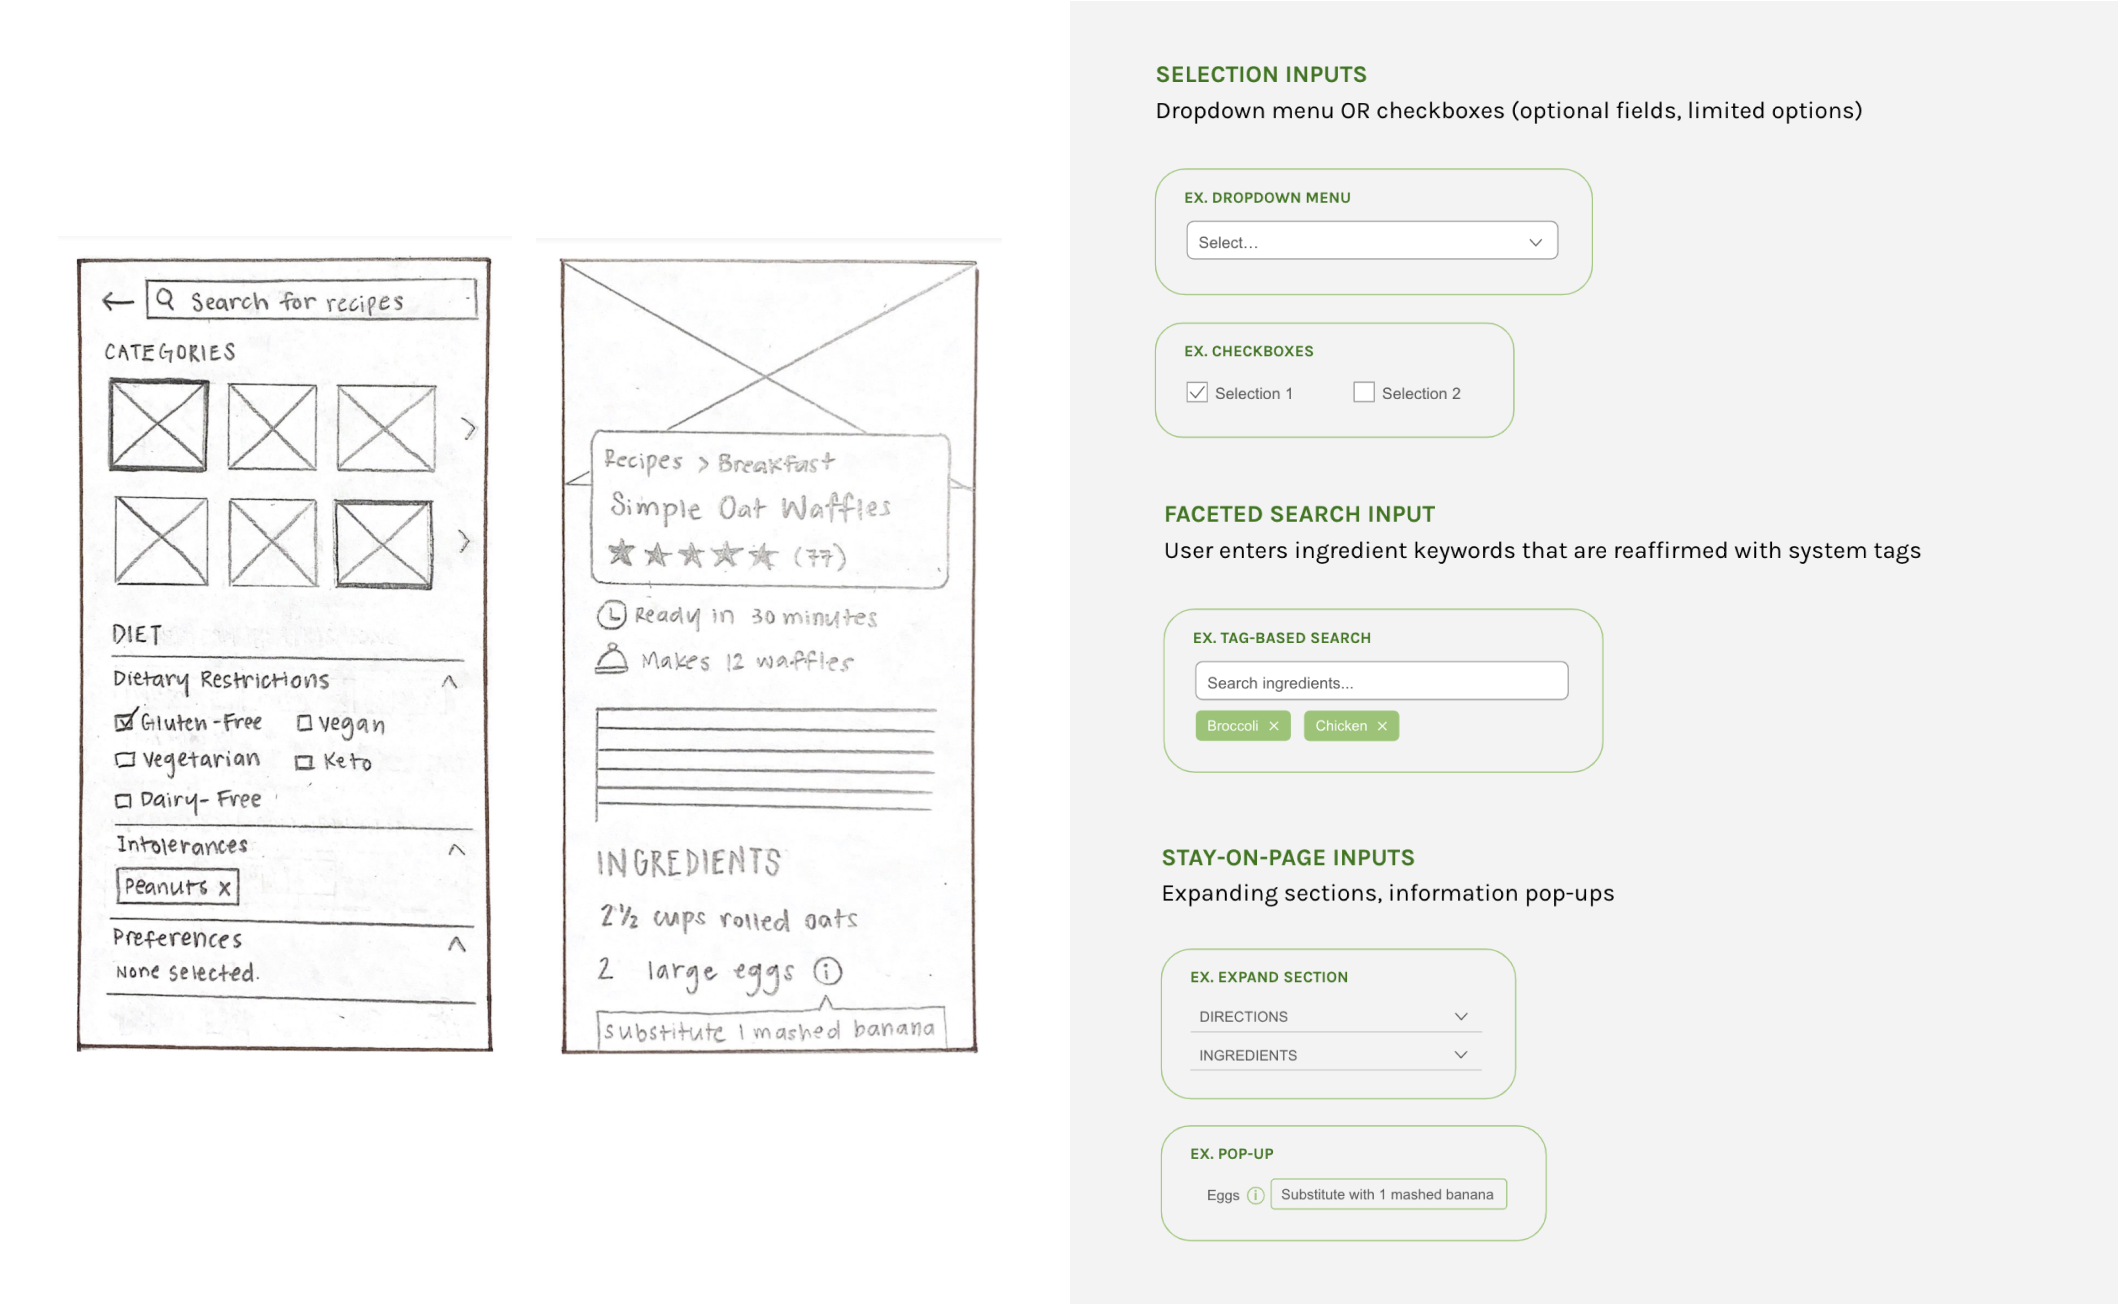 Search for recipes
CATEGORIES
DIET
Dietary Restrictions
Gluten-Free
Vegan
Vegetarian
Keto
Dairy-Free
Intolerances
Peanuts x
Preferences
None selected.
Recipes > Breakfast
Simple Oat Waffles
★★★★★ (77)
Ready in 30 minutes
Makes 12 waffles
INGREDIENTS
2½ cups rolled oats
2 large eggs i
substitute 1 mashed banana
SELECTION INPUTS
Dropdown menu OR checkboxes (optional fields, limited options)
EX. DROPDOWN MENU
Select...
EX. CHECKBOXES
Selection 1
Selection 2
FACETED SEARCH INPUT
User enters ingredient keywords that are reaffirmed with system tags
EX. TAG-BASED SEARCH
Search ingredients...
Broccoli ×
Chicken ×
STAY-ON-PAGE INPUTS
Expanding sections, information pop-ups
EX. EXPAND SECTION
DIRECTIONS
INGREDIENTS
EX. POP-UP
Eggs i Substitute with 1 mashed banana